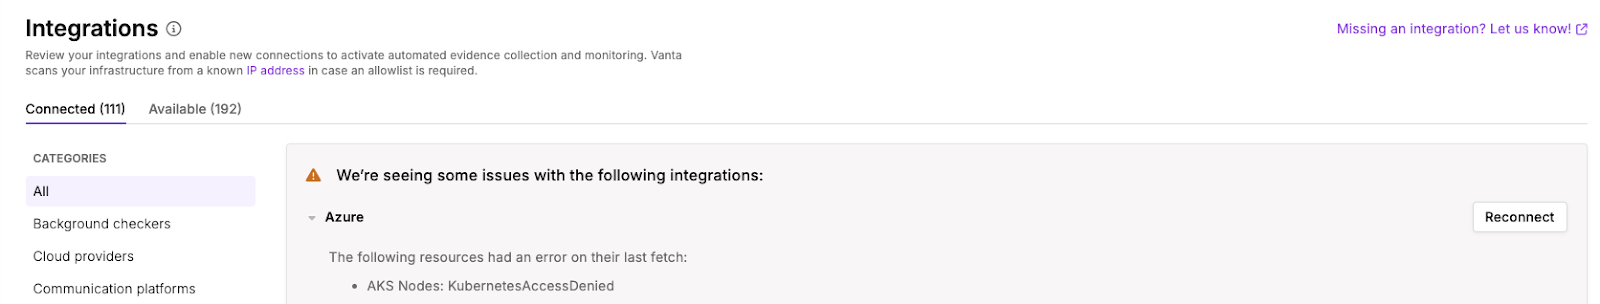 Integrations
Missing an integration? Let us know!
Review your integrations and enable new connections to activate automated evidence collection and monitoring. Vanta
scans your infrastructure from a known IP address in case an allowlist is required.
Connected (111) Available (192)
CATEGORIES
All
Background checkers
Cloud providers
Communication platforms
We're seeing some issues with the following integrations:
Azure
Reconnect
The following resources had an error on their last fetch:
• AKS Nodes: KubernetesAccessDenied